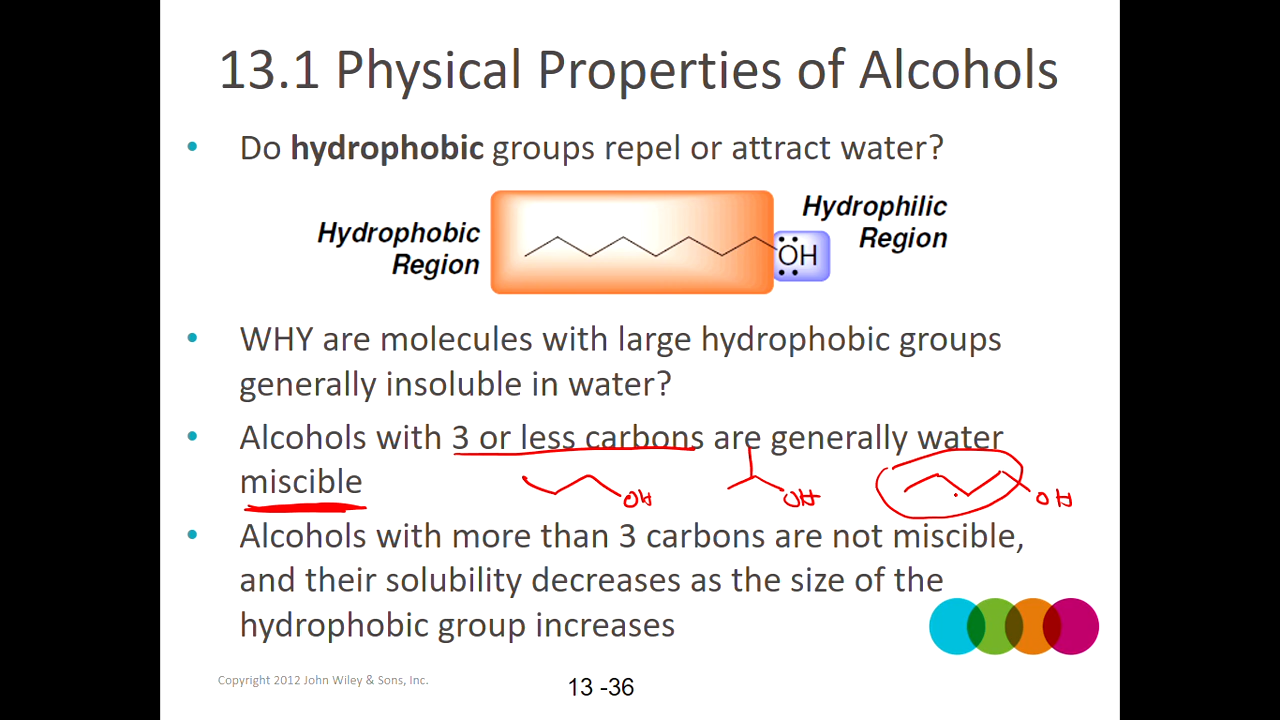 13.1 Physical Properties of Alcohols
• Do hydrophobic groups repel or attract water?
Hydrophobic
Region
Hydrophilic
Region
OH
• WHY are molecules with large hydrophobic groups
generally insoluble in water?
• Alcohols with 3 or less carbons are generally water
miscible
OH
OH
OH
• Alcohols with more than 3 carbons are not miscible,
and their solubility decreases as the size of the
hydrophobic group increases
Copyright 2012 John Wiley & Sons, Inc.
13 -36